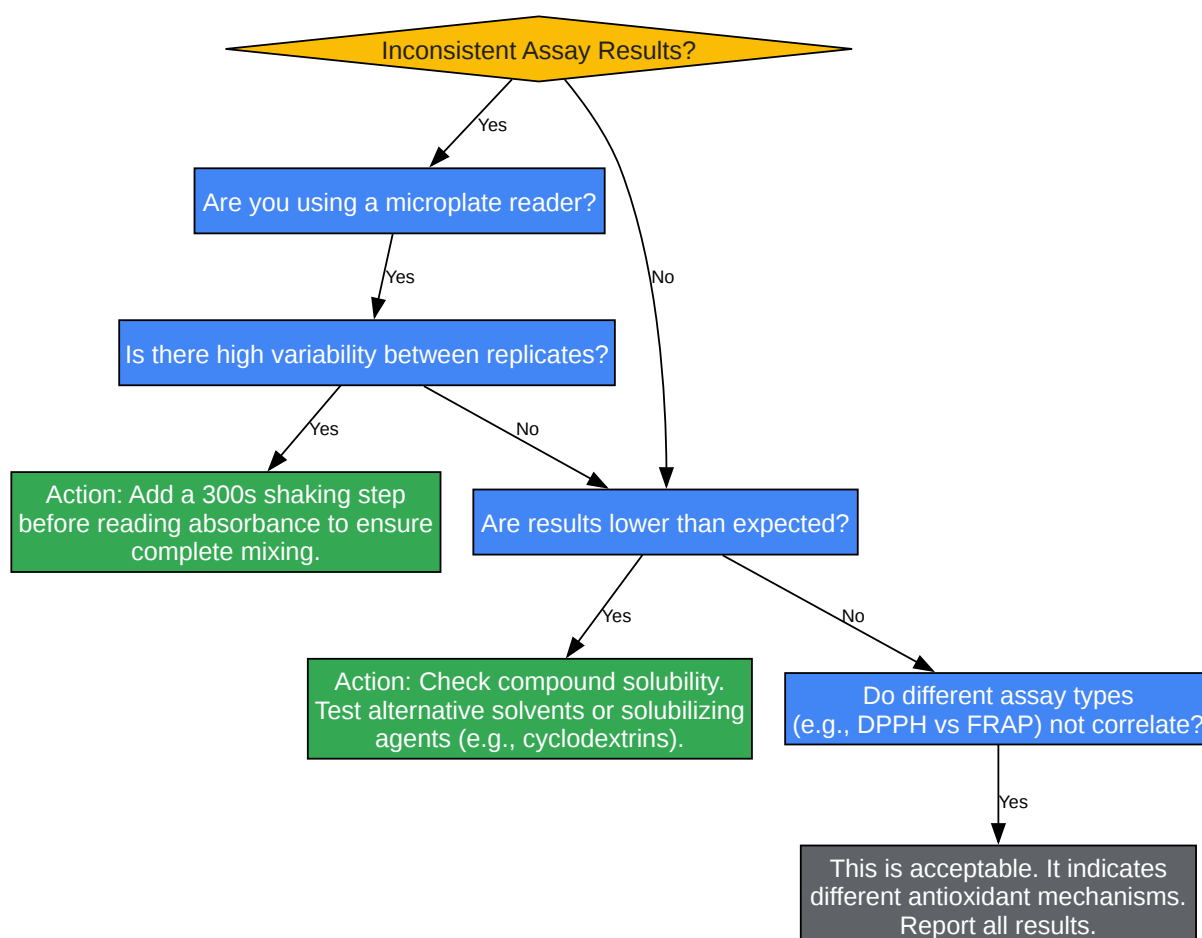 Inconsistent Assay Results?
Yes
Are you using a microplate reader?
Yes
No
Is there high variability between replicates?
Yes
No
Action: Add a 300s shaking step
before reading absorbance to ensure
complete mixing.
Are results lower than expected?
Yes
No
Action: Check compound solubility.
Test alternative solvents or solubilizing
agents (e.g., cyclodextrins).
Do different assay types
(e.g., DPPH vs FRAP) not correlate?
Yes
This is acceptable. It indicates
different antioxidant mechanisms.
Report all results.